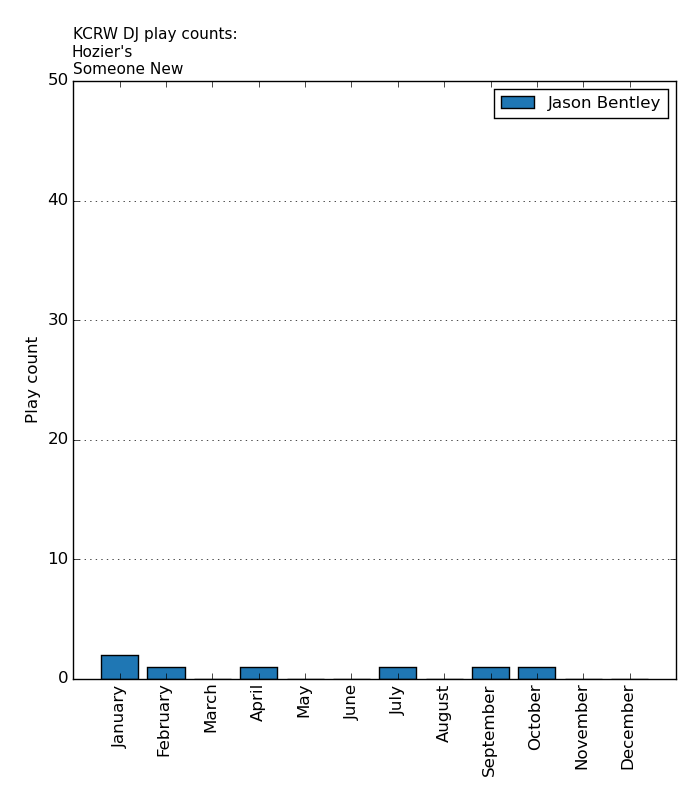 KCRW DJ play counts:
Hozier's
Someone New
Jason Bentley
Play count
50
40
30
20
10
0
January
February
March
April
May
June
July
August
September
October
November
December